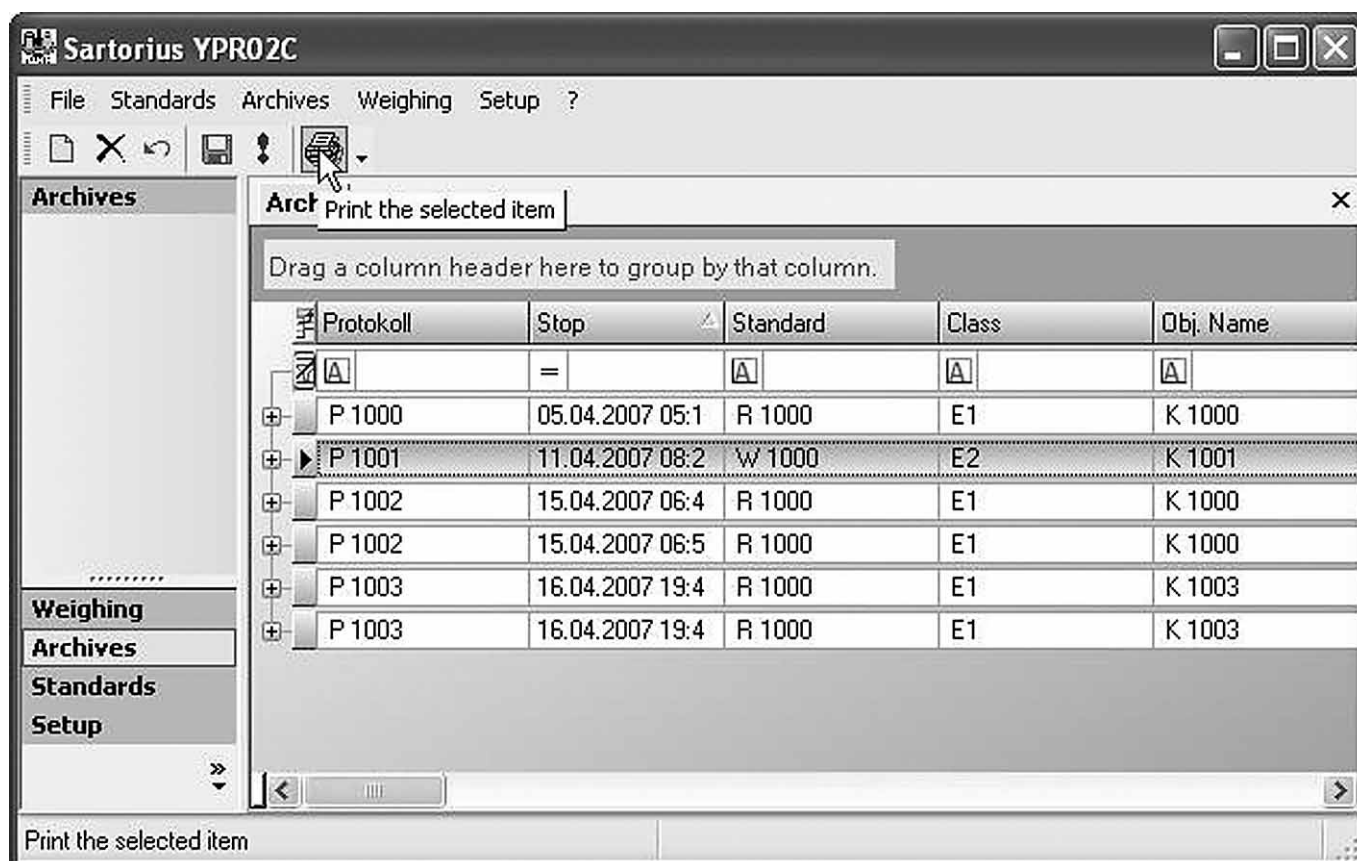 Sartorius YPR02C
File Standards Archives Weighing Setup ?
Archives
Arch
Print the selected item
Drag a column header here to group by that column.
Protokoll Stop Standard Class Obj. Name
A = A A A
P 1000 05.04.2007 05:1 R 1000 E1 K 1000
P 1001 11.04.2007 08:2 W 1000 E2 K 1001
P 1002 15.04.2007 06:4 R 1000 E1 K 1000
P 1002 15.04.2007 06:5 R 1000 E1 K 1000
P 1003 16.04.2007 19:4 R 1000 E1 K 1003
P 1003 16.04.2007 19:4 R 1000 E1 K 1003
Weighing
Archives
Standards
Setup
Print the selected item